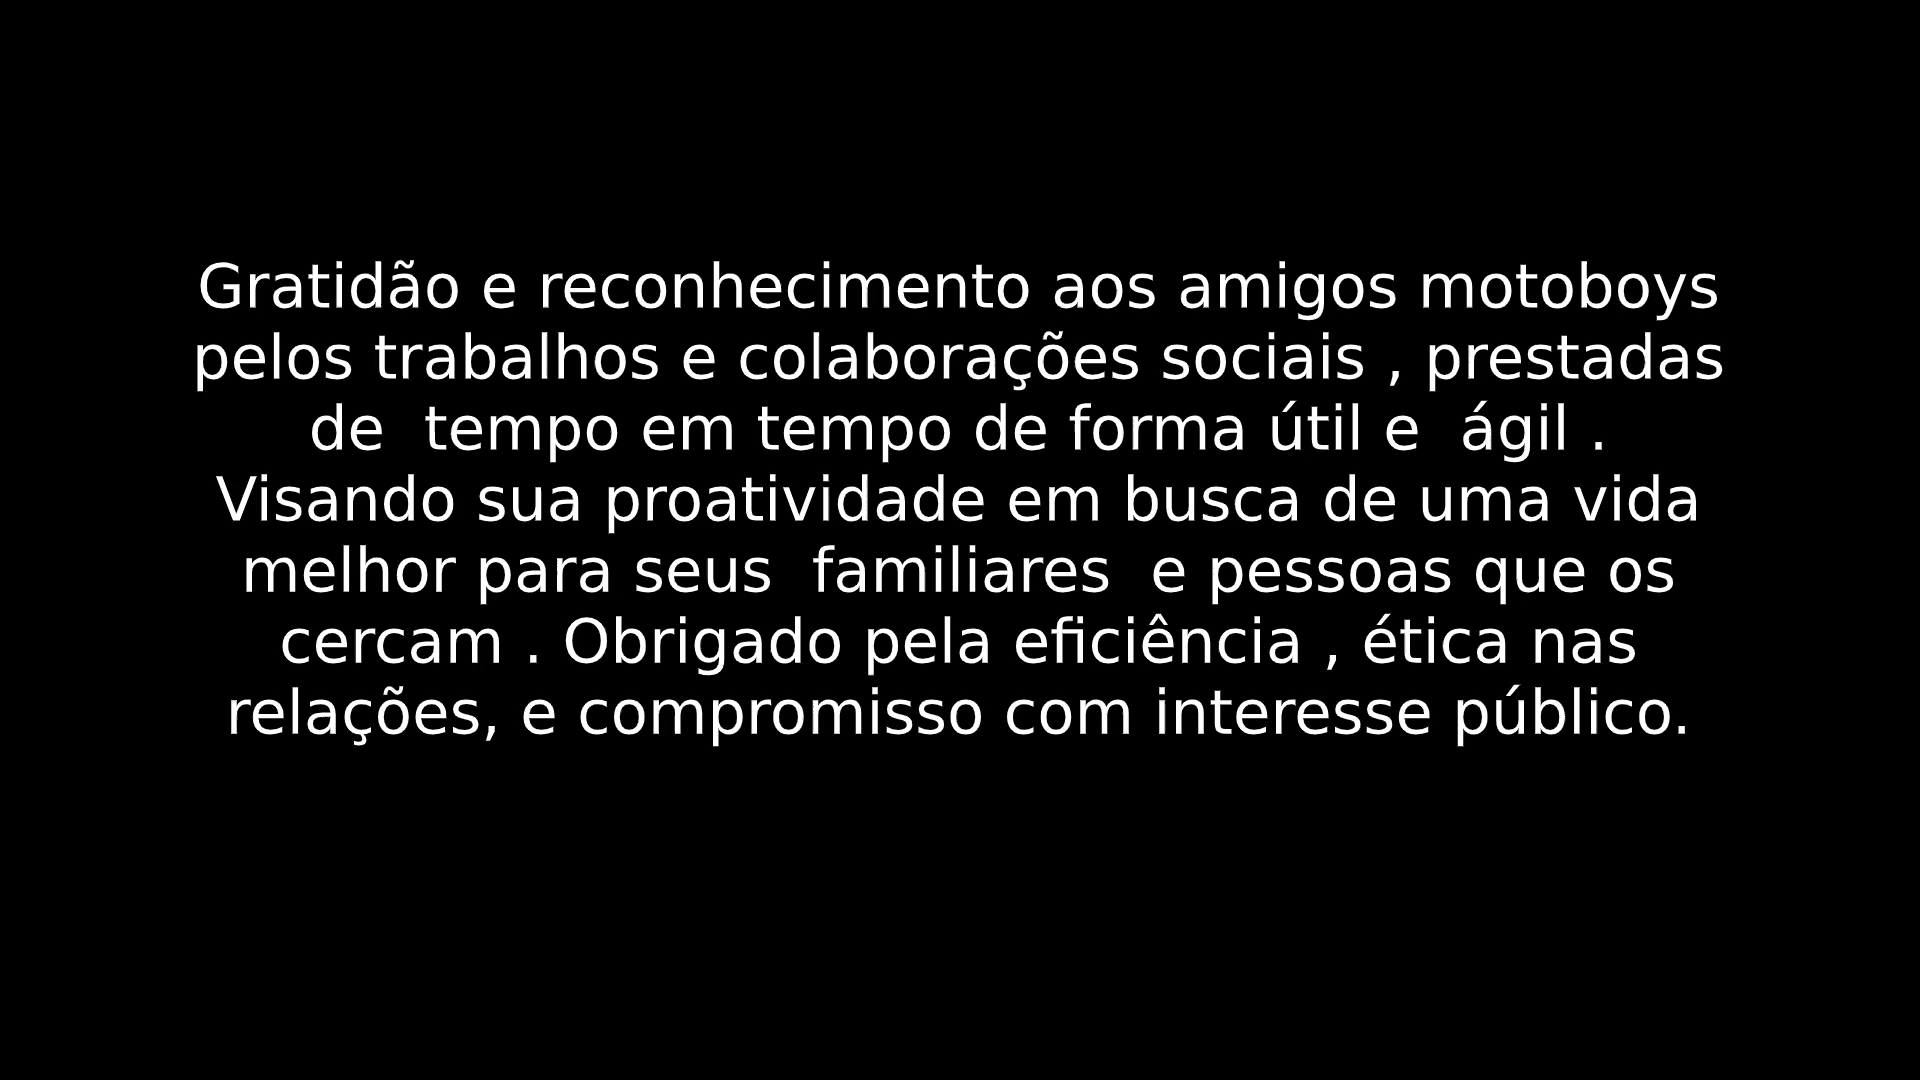 Gratidão e reconhecimento aos amigos motoboys
pelos trabalhos e colaborações sociais , prestadas
de  tempo em tempo de forma útil e  ágil .
Visando sua proatividade em busca de uma vida
melhor para seus  familiares  e pessoas que os
cercam . Obrigado pela eficiência , ética nas
relações, e compromisso com interesse público.